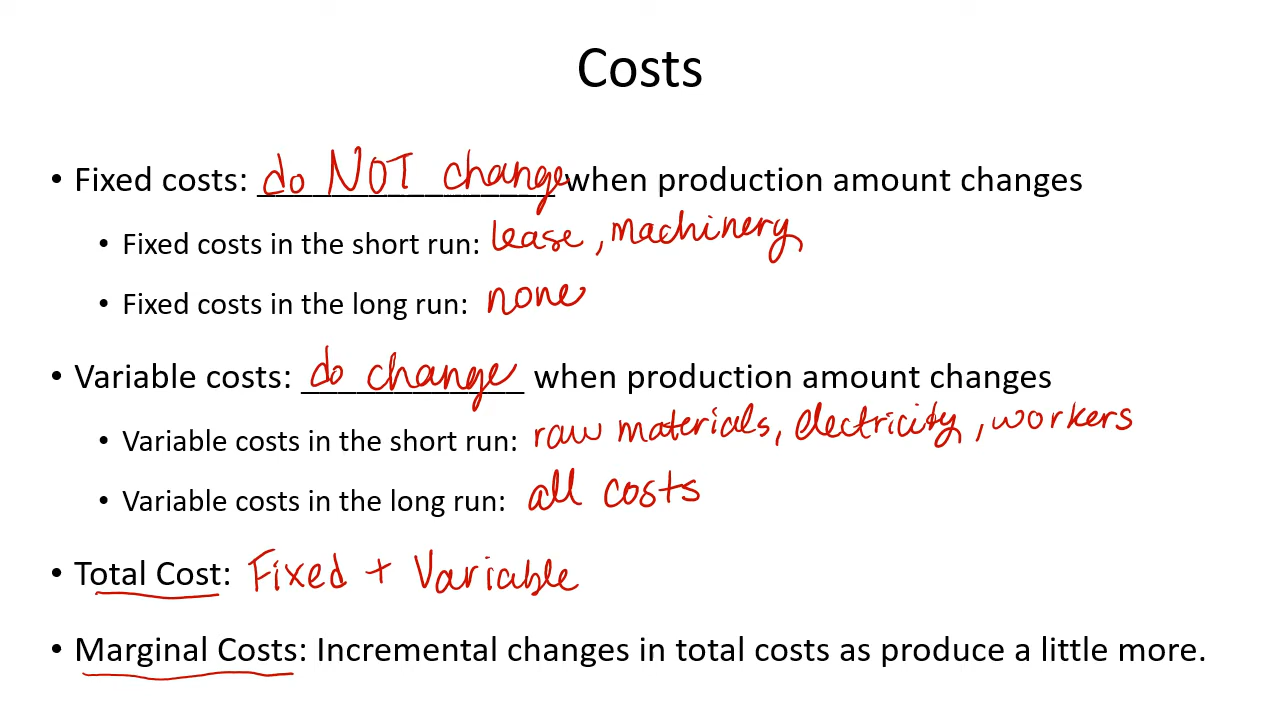 Costs
• Fixed costs: do NOT change when production amount changes
• Fixed costs in the short run: lease, machinery
• Fixed costs in the long run: none
• Variable costs: do change when production amount changes
• Variable costs in the short run: raw materials, electricity, workers
• Variable costs in the long run: all costs
• Total Cost: Fixed + Variable
• Marginal Costs: Incremental changes in total costs as produce a little more.